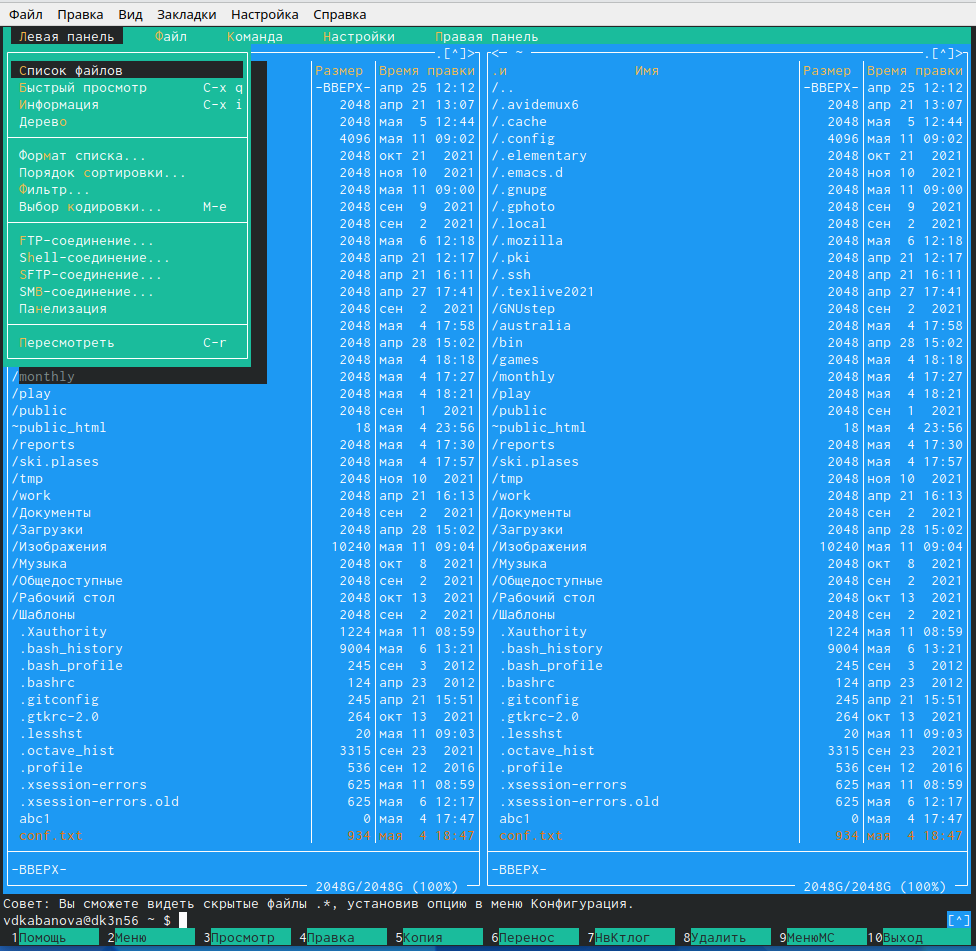 Файл Правка Вид Закладки Настройка Справка
Левая панель Файл Команда Настройки Правая панель
.[^]> <─ ~ .[^]>
Список файлов Размер Время правки .и Имя Размер Время правки
Быстрый просмотр C-x q -ВВЕРХ- апр 25 12:12 /.. -ВВЕРХ- апр 25 12:12
Информация C-x i 2048 апр 21 13:07 /.avidemux6 2048 апр 21 13:07
Дерево 2048 мая 5 12:44 /.cache 2048 мая 5 12:44
4096 мая 11 09:02 /.config 4096 мая 11 09:02
Формат списка... 2048 окт 21 2021 /.elementary 2048 окт 21 2021
Порядок сортировки... 2048 ноя 10 2021 /.emacs.d 2048 ноя 10 2021
Фильтр... 2048 мая 11 09:00 /.gnupg 2048 мая 11 09:00
Выбор кодировки... M-e 2048 сен 9 2021 /.gphoto 2048 сен 9 2021
2048 сен 2 2021 /.local 2048 сен 2 2021
FTP-соединение... 2048 мая 6 12:18 /.mozilla 2048 мая 6 12:18
Shell-соединение... 2048 апр 21 12:17 /.pki 2048 апр 21 12:17
SFTP-соединение... 2048 апр 21 16:11 /.ssh 2048 апр 21 16:11
SMB-соединение... 2048 апр 27 17:41 /.texlive2021 2048 апр 27 17:41
Панелизация 2048 сен 2 2021 /GNUstep 2048 сен 2 2021
2048 мая 4 17:58 /australia 2048 мая 4 17:58
Пересмотреть C-r 2048 апр 28 15:02 /bin 2048 апр 28 15:02
2048 мая 4 18:18 /games 2048 мая 4 18:18
/monthly 2048 мая 4 17:27 /monthly 2048 мая 4 17:27
/play 2048 мая 4 18:21 /play 2048 мая 4 18:21
/public 2048 сен 1 2021 /public 2048 сен 1 2021
~public_html 18 мая 4 23:56 ~public_html 18 мая 4 23:56
/reports 2048 мая 4 17:30 /reports 2048 мая 4 17:30
/ski.plases 2048 мая 4 17:57 /ski.plases 2048 мая 4 17:57
/tmp 2048 ноя 10 2021 /tmp 2048 ноя 10 2021
/work 2048 апр 21 16:13 /work 2048 апр 21 16:13
/Документы 2048 сен 2 2021 /Документы 2048 сен 2 2021
/Загрузки 2048 апр 28 15:02 /Загрузки 2048 апр 28 15:02
/Изображения 10240 мая 11 09:04 /Изображения 10240 мая 11 09:04
/Музыка 2048 окт 8 2021 /Музыка 2048 окт 8 2021
/Общедоступные 2048 сен 2 2021 /Общедоступные 2048 сен 2 2021
/Рабочий стол 2048 окт 13 2021 /Рабочий стол 2048 окт 13 2021
/Шаблоны 2048 сен 2 2021 /Шаблоны 2048 сен 2 2021
.Xauthority 1224 мая 11 08:59 .Xauthority 1224 мая 11 08:59
.bash_history 9004 мая 6 13:21 .bash_history 9004 мая 6 13:21
.bash_profile 245 сен 3 2012 .bash_profile 245 сен 3 2012
.bashrc 124 апр 23 2012 .bashrc 124 апр 23 2012
.gitconfig 245 апр 21 15:51 .gitconfig 245 апр 21 15:51
.gtkrc-2.0 264 окт 13 2021 .gtkrc-2.0 264 окт 13 2021
.lesshst 20 мая 11 09:03 .lesshst 20 мая 11 09:03
.octave_hist 3315 сен 23 2021 .octave_hist 3315 сен 23 2021
.profile 536 сен 12 2016 .profile 536 сен 12 2016
.xsession-errors 625 мая 11 08:59 .xsession-errors 625 мая 11 08:59
.xsession-errors.old 625 мая 6 12:17 .xsession-errors.old 625 мая 6 12:17
abc1 0 мая 4 17:47 abc1 0 мая 4 17:47
conf.txt 934 мая 4 18:47 conf.txt 934 мая 4 18:47
-ВВЕРХ- -ВВЕРХ-
2048G/2048G (100%) 2048G/2048G (100%)
Совет: Вы сможете видеть скрытые файлы .*, установив опцию в меню Конфигурация.
vdkabanova@dk3n56 ~ $ [^]
1Помощь 2Меню 3Просмотр 4Правка 5Копия 6Перенос 7НвКтлог 8Удалить 9МенюMC 10Выход